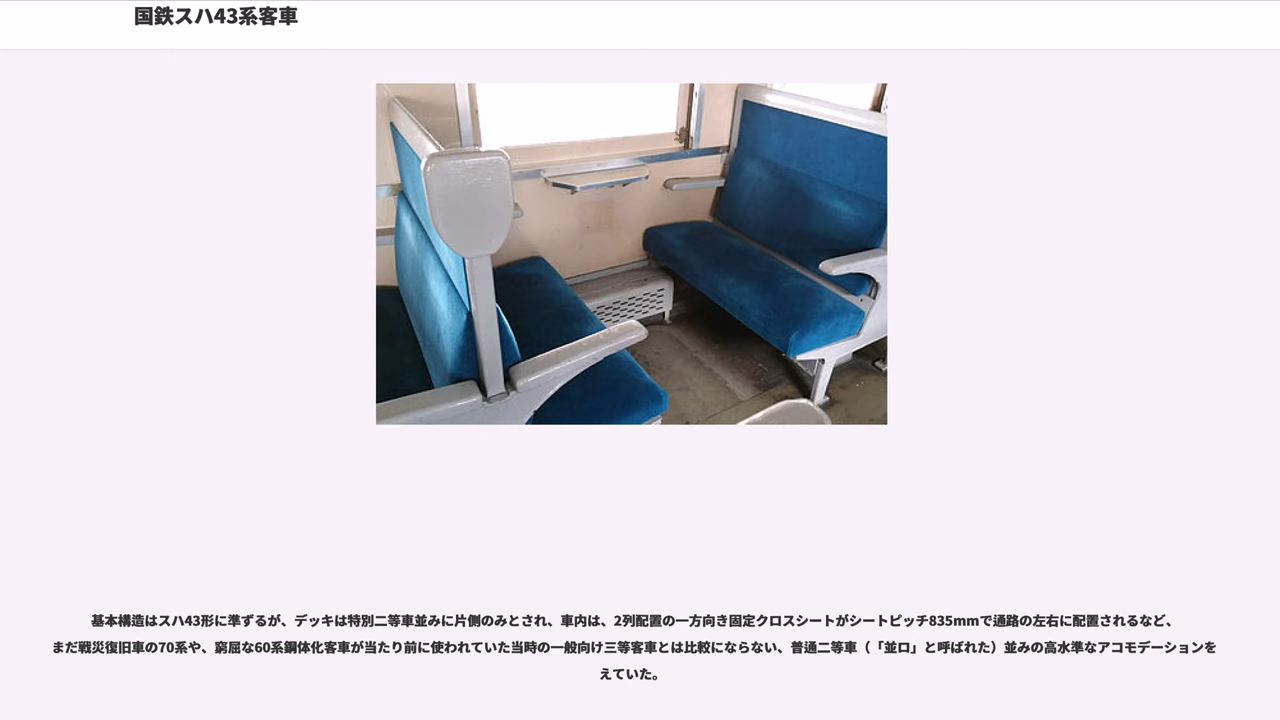 国鉄スハ43系客車
基本構造はスハ43形に準ずるが、デッキは特別二等車並みに片側のみとされ、車内は、2列配置の一方向き固定クロスシートがシートピッチ835mmで通路の左右に配置されるなど、
まだ戦災復旧車の70系や、窮屈な60系鋼体化客車が当たり前に使われていた当時の一般向け三等客車とは比較にならない、普通二等車（「並ロ」と呼ばれた）並みの高水準なアコモデーションを
えていた。